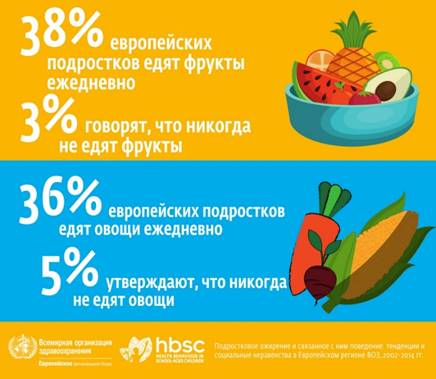 38% европейских
подростков едят фрукты
ежедневно
3% говорят, что никогда
не едят фрукты
36% европейских подростков
едят овощи ежедневно
5% утверждают, что никогда
не едят овощи
Всемирная организация
здравоохранения
Европейское региональное бюро
hbsc
HEALTH BEHAVIOUR IN
SCHOOL-AGED CHILDREN
Подростковое ожирение и связанное с ним поведение: тенденции и
социальные неравенства в Европейском регионе ВОЗ, 2002-2014 гг.